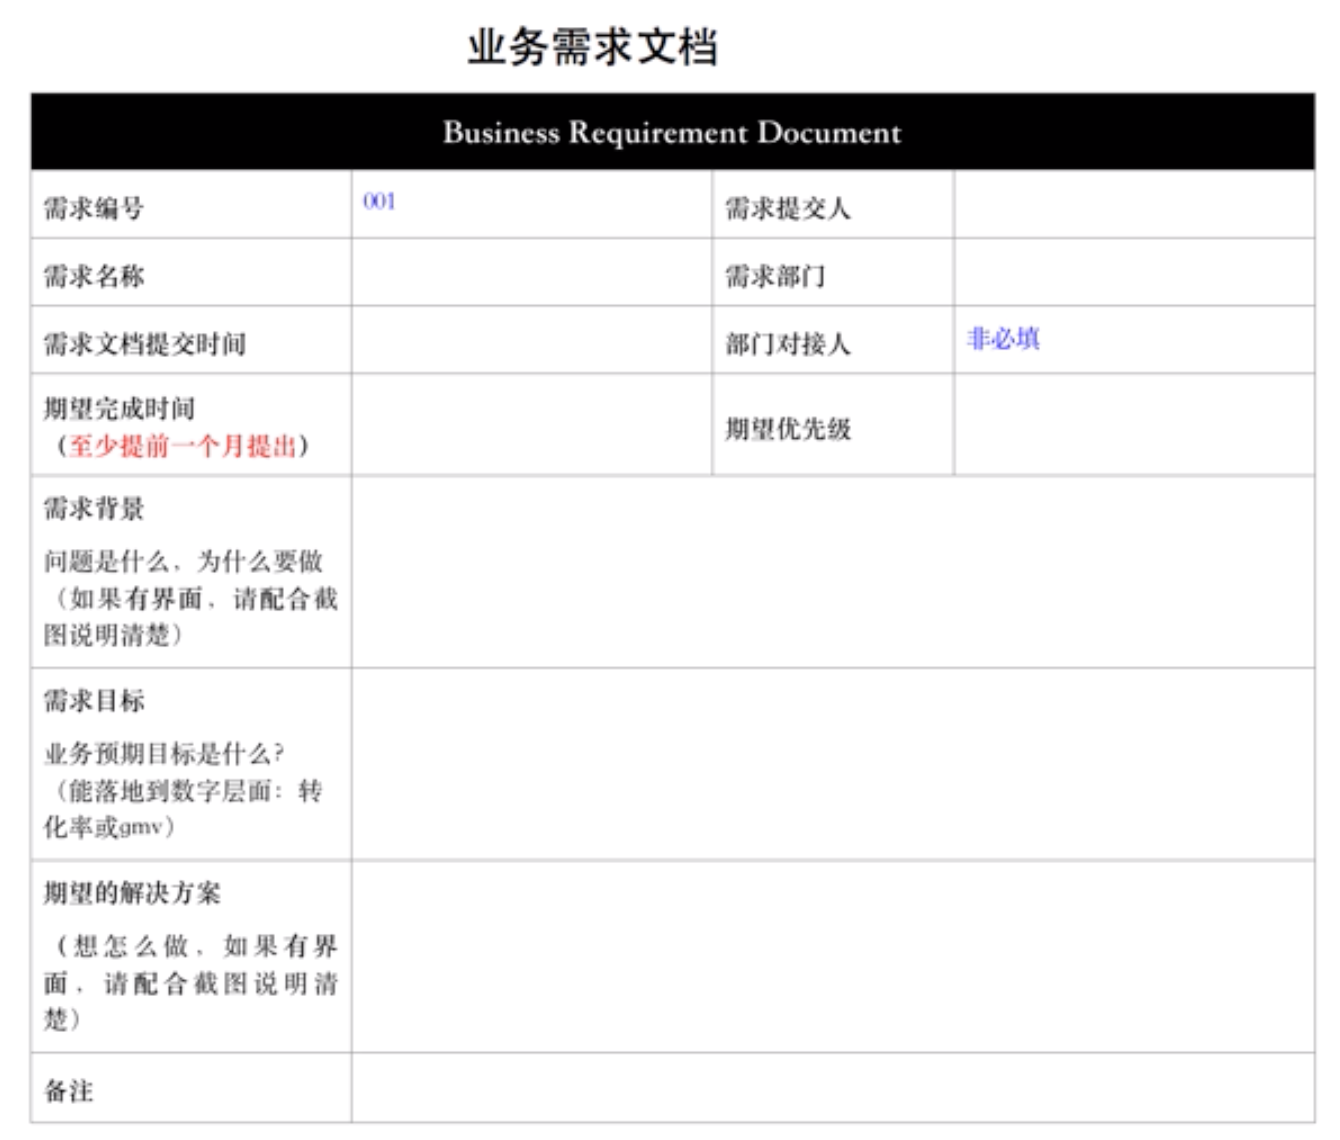 业务需求文档
Business Requirement Document
需求编号 001 需求提交人
需求名称 需求部门
需求文档提交时间 部门对接人 非必填
期望完成时间
（至少提前一个月提出） 期望优先级
需求背景
问题是什么，为什么要做
（如果有界面，请配合截
图说明清楚）
需求目标
业务预期目标是什么？
（能落地到数字层面：转
化率或gmv）
期望的解决方案
（想怎么做，如果有界
面，请配合截图说明清
楚）
备注